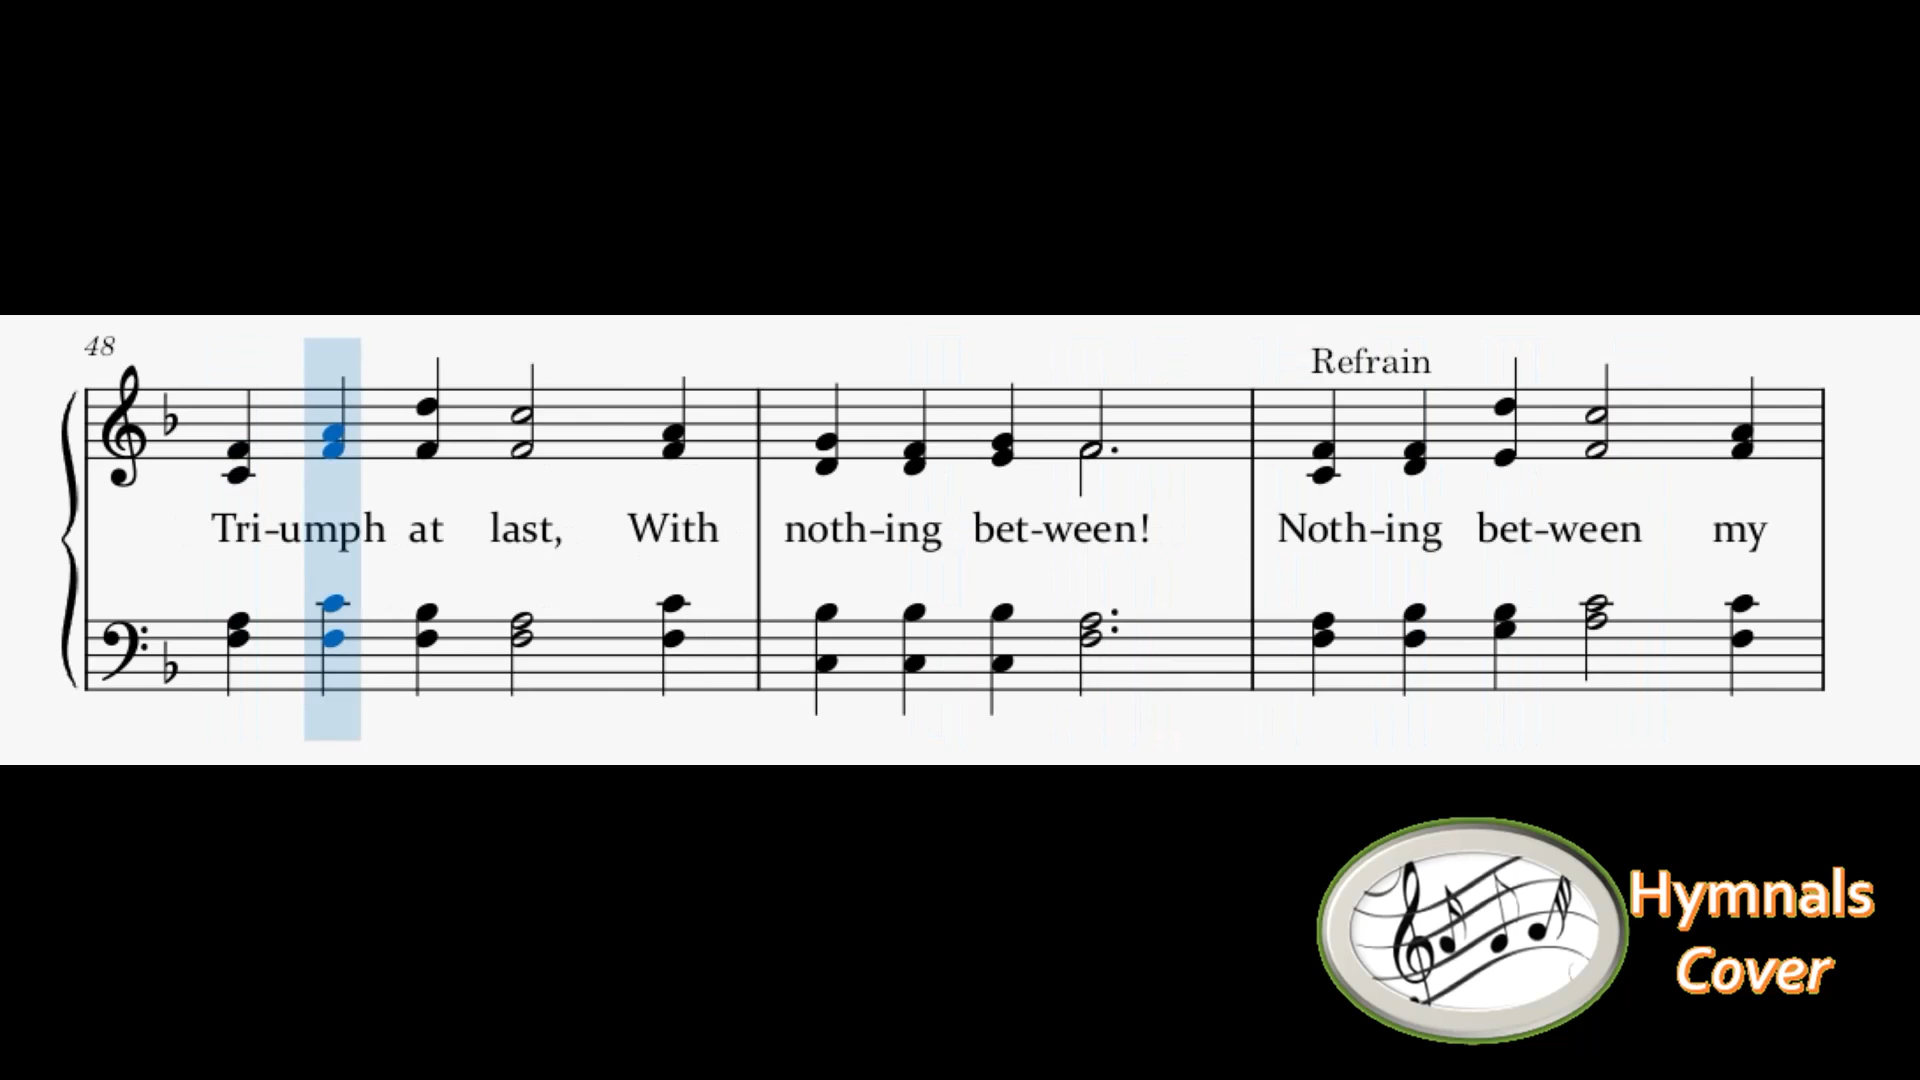 48
Refrain
Tri-umph at last, With noth-ing bet-ween! Noth-ing bet-ween my
Hymnals
Cover